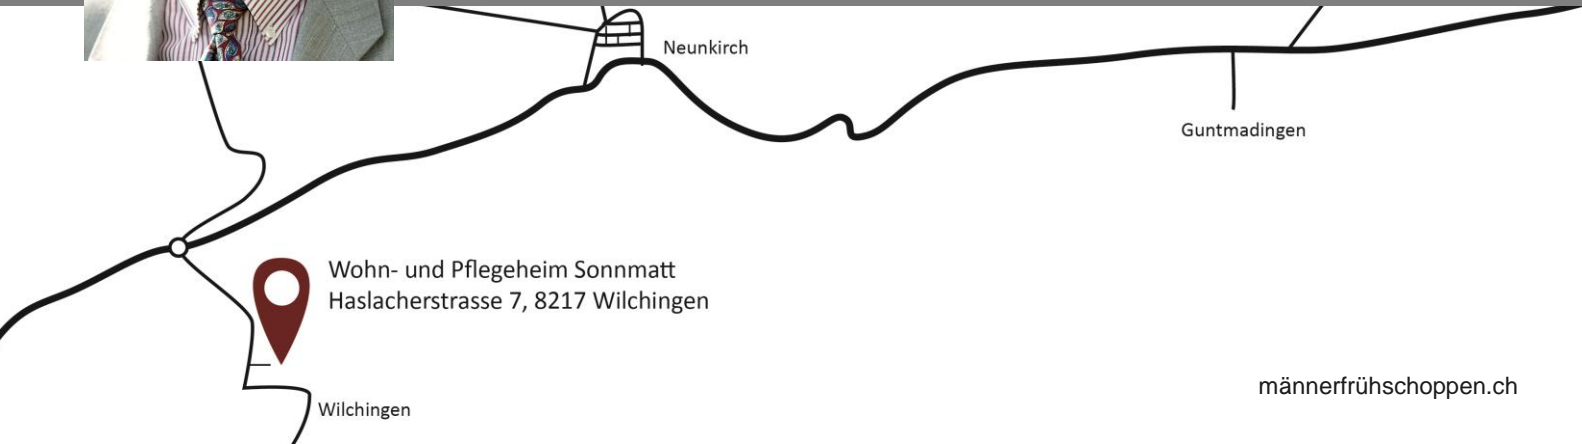 Neunkirch
Guntmadingen
Wohn- und Pflegeheim Sonnmatt
Haslacherstrasse 7, 8217 Wilchingen
männerfrühschoppen.ch
Wilchingen